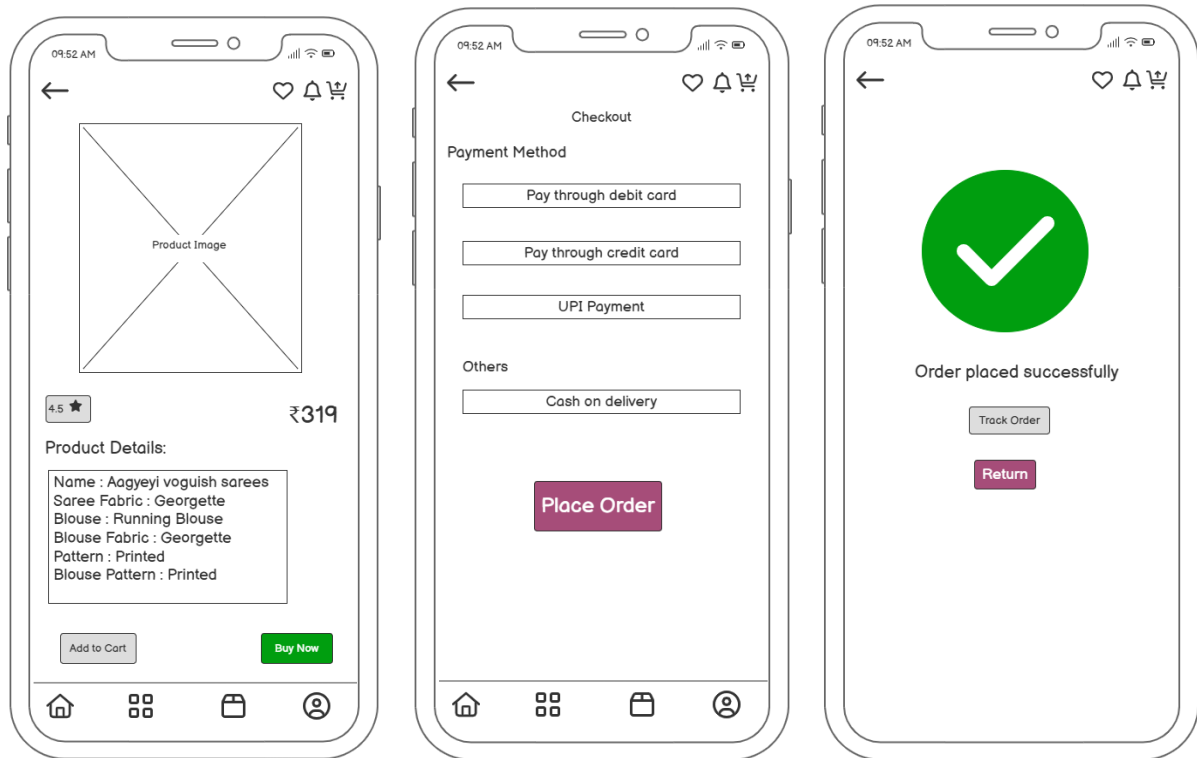 09:52 AM
Product Image
4.5
₹319
Product Details:
Name : Aagyeyi voguish sarees
Saree Fabric : Georgette
Blouse : Running Blouse
Blouse Fabric : Georgette
Pattern : Printed
Blouse Pattern : Printed
Add to Cart
Buy Now
09:52 AM
Checkout
Payment Method
Pay through debit card
Pay through credit card
UPI Payment
Others
Cash on delivery
Place Order
09:52 AM
Order placed successfully
Track Order
Return